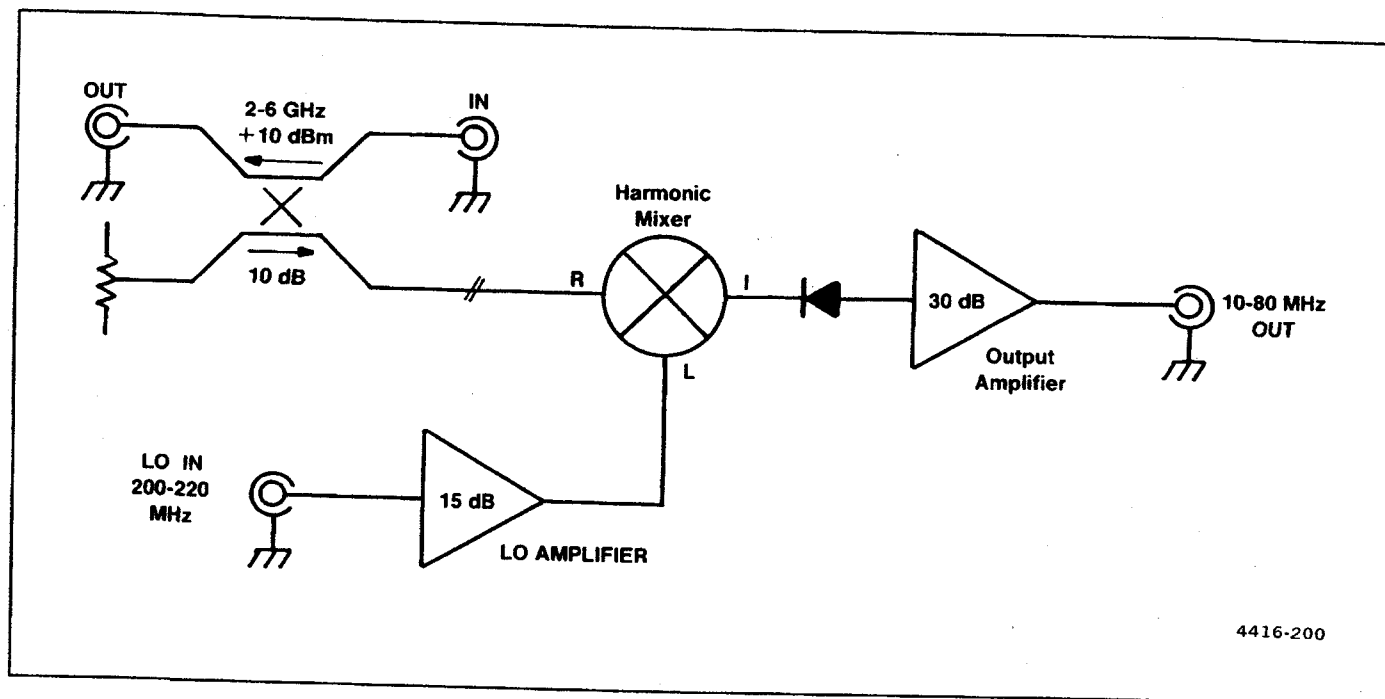 OUT
2-6 GHz
+10 dBm
IN
10 dB
Harmonic
Mixer
R
I
L
30 dB
Output
Amplifier
10-80 MHz
OUT
LO IN
200-220
MHz
15 dB
LO AMPLIFIER
4416-200